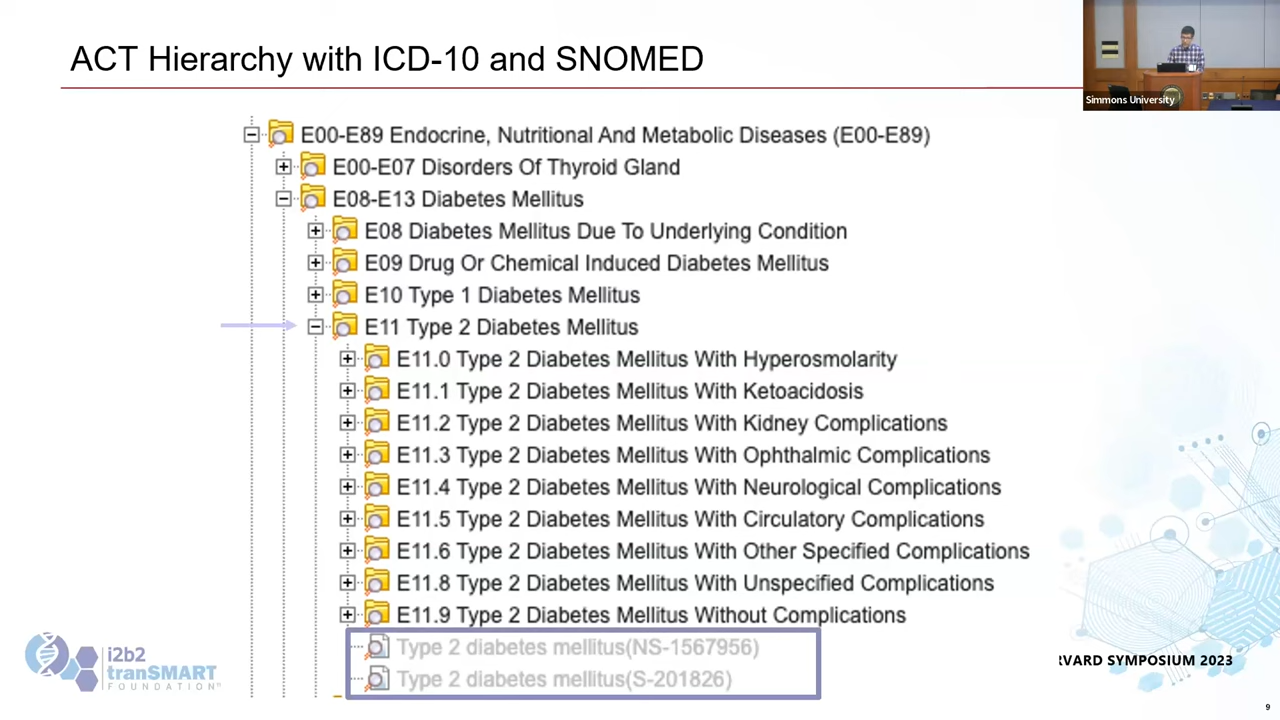 ACT Hierarchy with ICD-10 and SNOMED
Simmons University
E00-E89 Endocrine, Nutritional And Metabolic Diseases (E00-E89)
E00-E07 Disorders Of Thyroid Gland
E08-E13 Diabetes Mellitus
E08 Diabetes Mellitus Due To Underlying Condition
E09 Drug Or Chemical Induced Diabetes Mellitus
E10 Type 1 Diabetes Mellitus
E11 Type 2 Diabetes Mellitus
E11.0 Type 2 Diabetes Mellitus With Hyperosmolarity
E11.1 Type 2 Diabetes Mellitus With Ketoacidosis
E11.2 Type 2 Diabetes Mellitus With Kidney Complications
E11.3 Type 2 Diabetes Mellitus With Ophthalmic Complications
E11.4 Type 2 Diabetes Mellitus With Neurological Complications
E11.5 Type 2 Diabetes Mellitus With Circulatory Complications
E11.6 Type 2 Diabetes Mellitus With Other Specified Complications
E11.8 Type 2 Diabetes Mellitus With Unspecified Complications
E11.9 Type 2 Diabetes Mellitus Without Complications
Type 2 diabetes mellitus(NS-1567956)
Type 2 diabetes mellitus(S-201826)
i2b2
tranSMART
FOUNDATION
RVARD SYMPOSIUM 2023
9